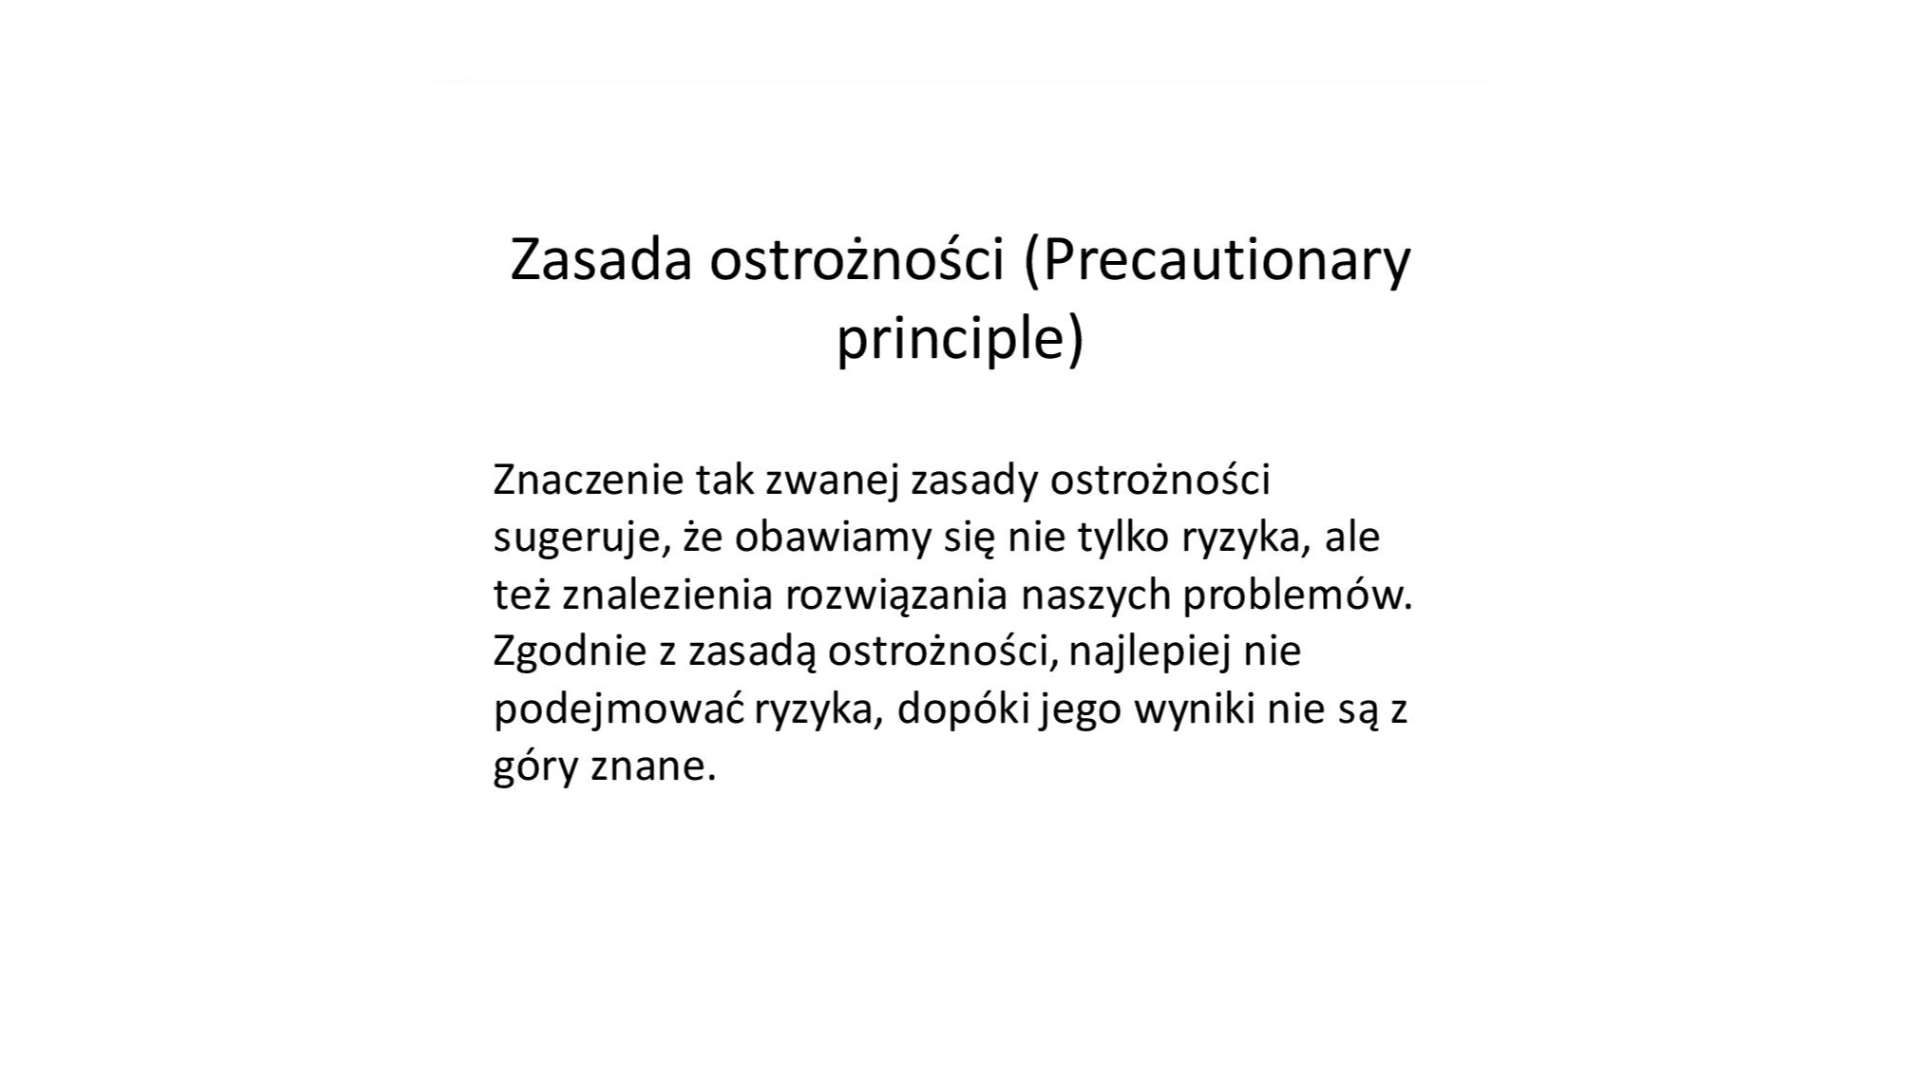 Zasada ostrożności (Precautionary
principle)
Znaczenie tak zwanej zasady ostrożności
sugeruje, że obawiamy się nie tylko ryzyka, ale
też znalezienia rozwiązania naszych problemów.
Zgodnie z zasadą ostrożności, najlepiej nie
podejmować ryzyka, dopóki jego wyniki nie są z
góry znane.